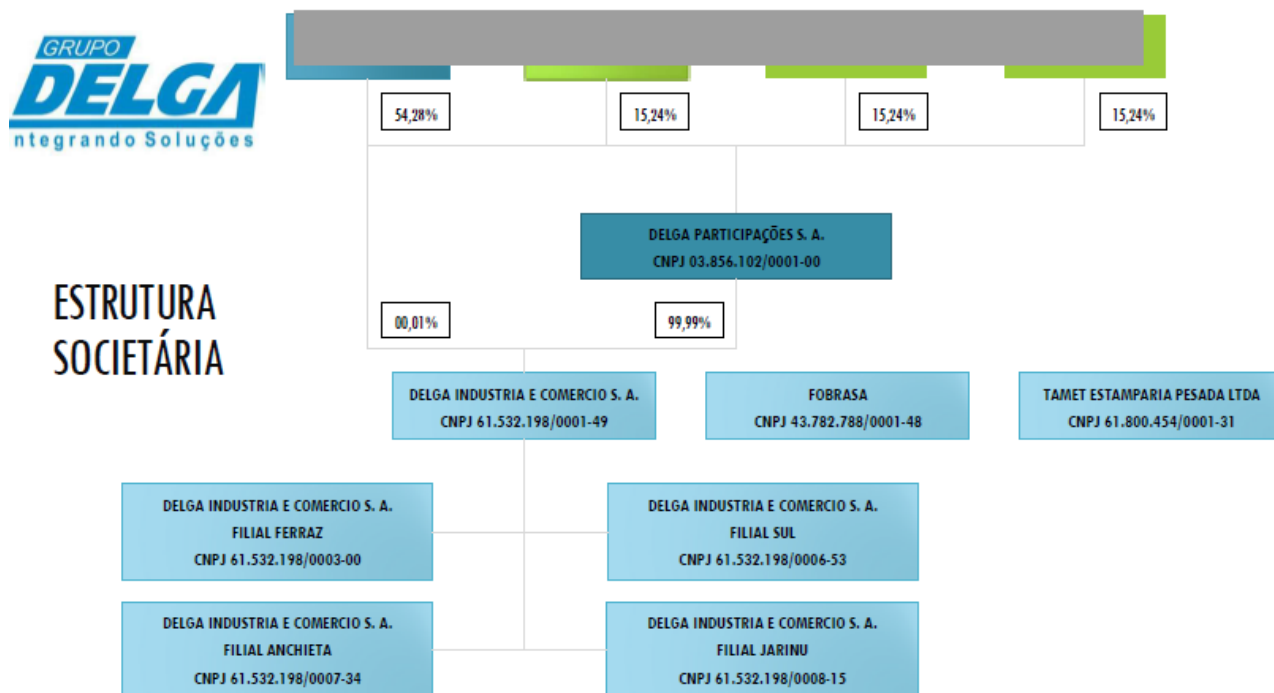 GRUPO
DELGA
ntegrando Soluções
54,28%
15,24%
15,24%
15,24%
DELGA PARTICIPAÇÕES S. A.
CNPJ 03.856.102/0001-00
ESTRUTURA
SOCIETÁRIA
00,01%
99,99%
DELGA INDUSTRIA E COMERCIO S. A.
CNPJ 61.532.198/0001-49
FOBRASA
CNPJ 43.782.788/0001-48
TAMET ESTAMPARIA PESADA LTDA
CNPJ 61.800.454/0001-31
DELGA INDUSTRIA E COMERCIO S. A.
FILIAL FERRAZ
CNPJ 61.532.198/0003-00
DELGA INDUSTRIA E COMERCIO S. A.
FILIAL SUL
CNPJ 61.532.198/0006-53
DELGA INDUSTRIA E COMERCIO S. A.
FILIAL ANCHIETA
CNPJ 61.532.198/0007-34
DELGA INDUSTRIA E COMERCIO S. A.
FILIAL JARINU
CNPJ 61.532.198/0008-15